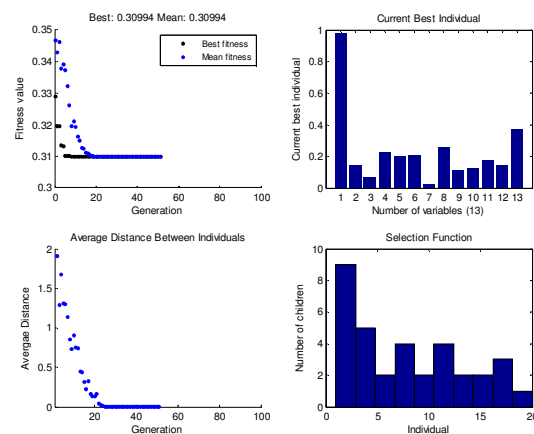 Best: 0.30994 Mean: 0.30994
0.35
0.34
0.33
0.32
0.31
0.3
Fitness value
Best fitness
Mean fitness
0 20 40 60 80 100
Generation
Current Best Individual
1
0.8
0.6
0.4
0.2
0
Current best individual
1 2 3 4 5 6 7 8 9 10 11 12 13
Number of variables (13)
Average Distance Between Individuals
2
1.5
1
0.5
0
Avergae Distance
20 40 60 80 100
Generation
Selection Function
10
8
6
4
2
0
Number of children
0 5 10 15 20
Individual